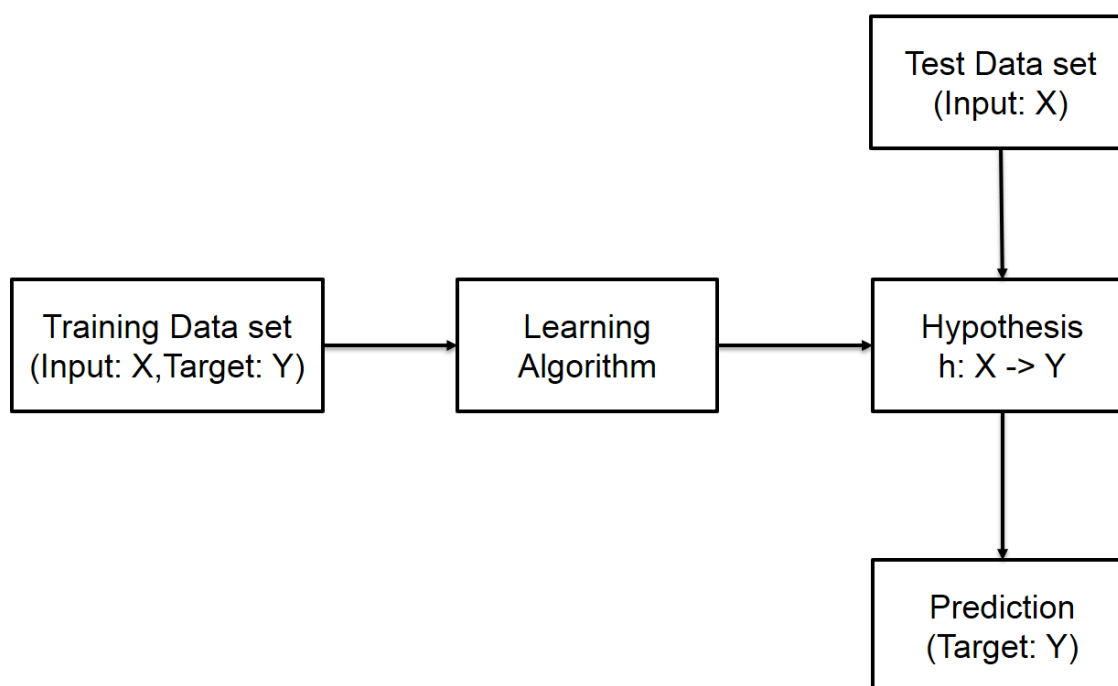 Test Data set
(Input: X)
Training Data set
(Input: X,Target: Y)
Learning
Algorithm
Hypothesis
h: X -> Y
Prediction
(Target: Y)